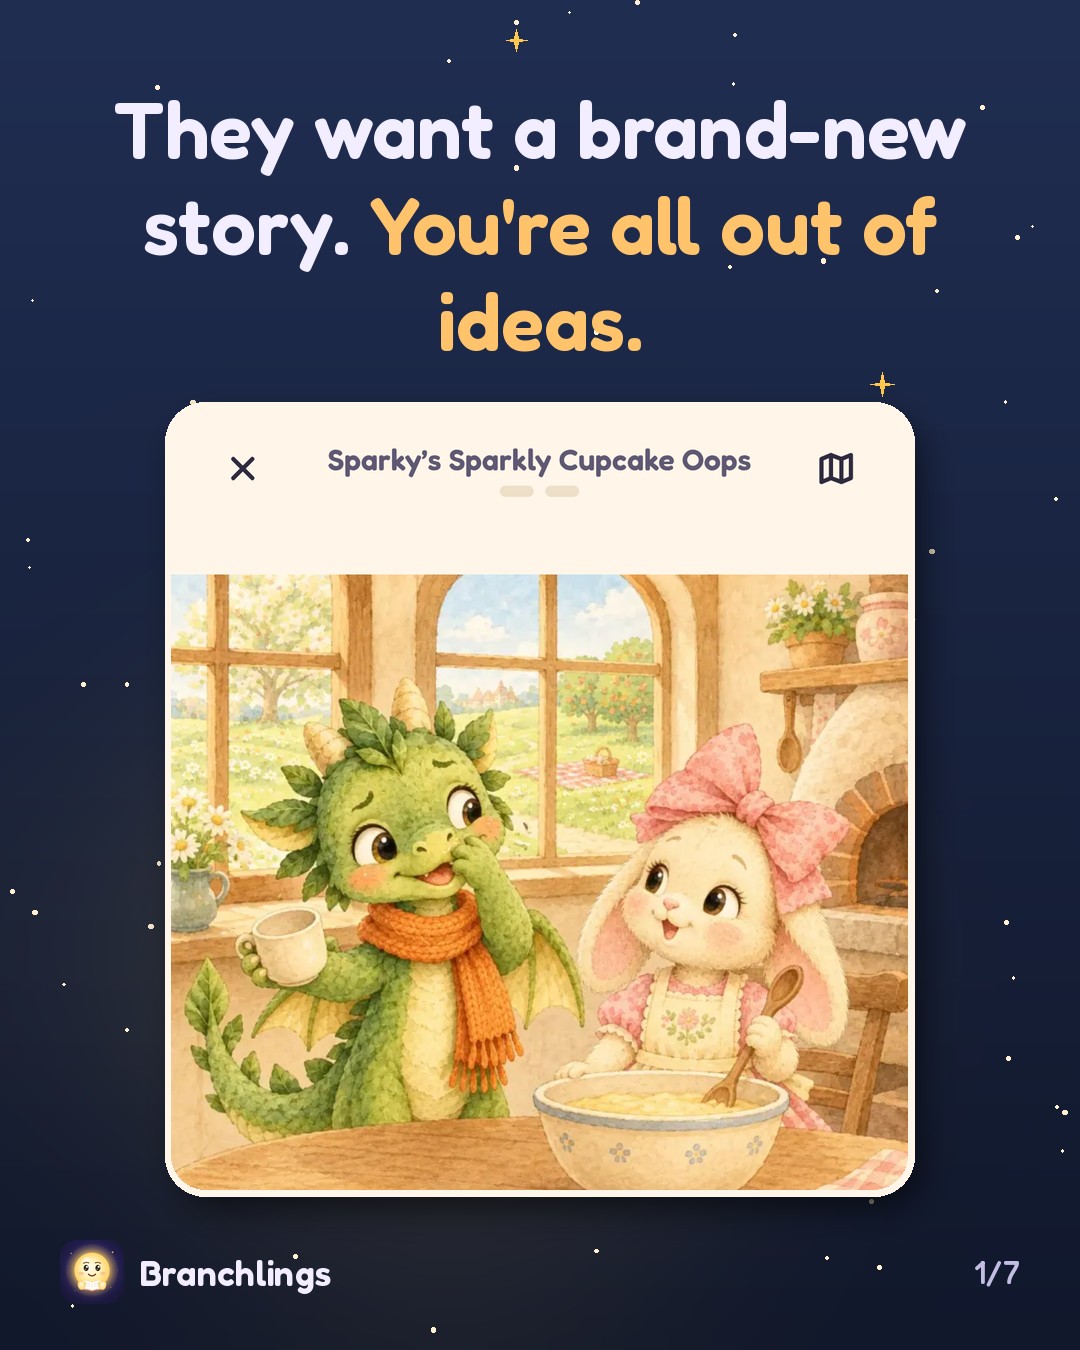 They want a brand-new
story. You're all out of
ideas.
Sparky’s Sparkly Cupcake Oops
Branchlings
1/7